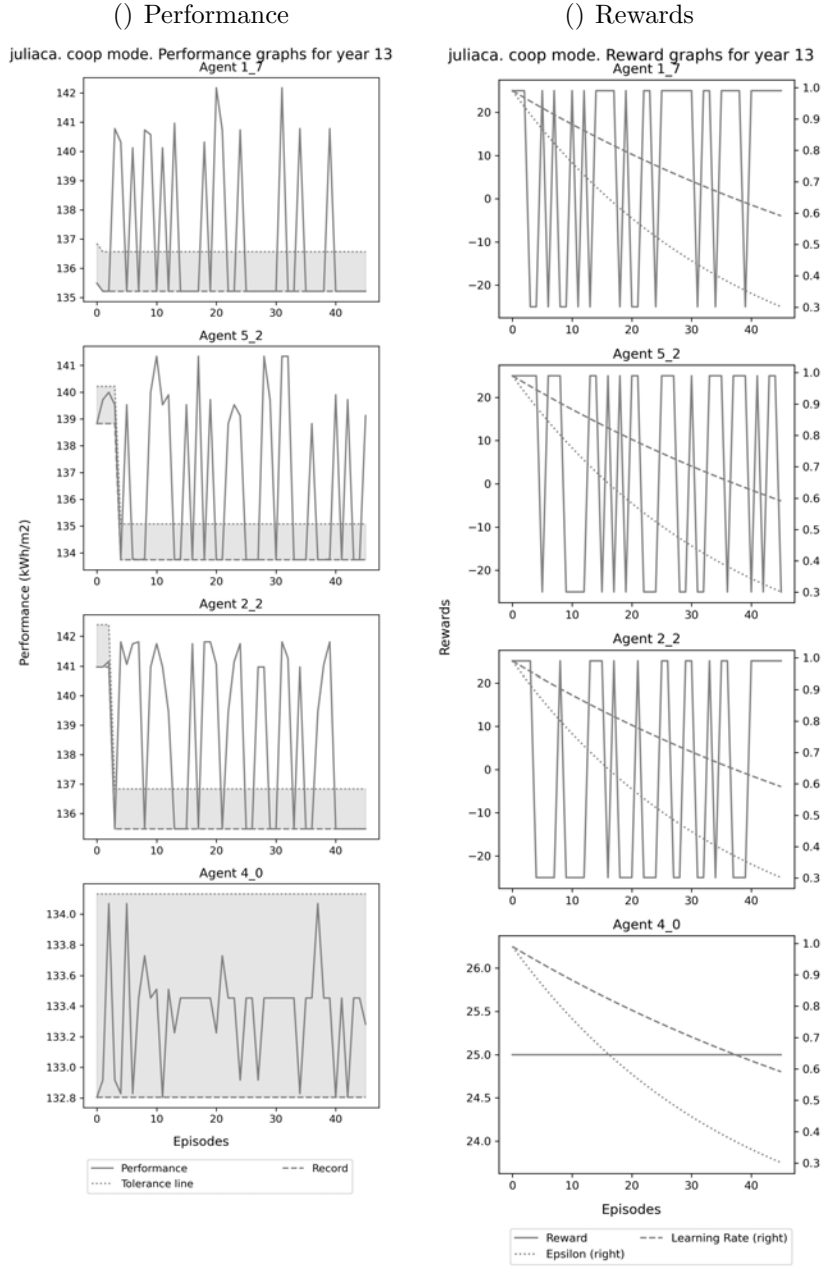 () Performance
juliaca. coop mode. Performance graphs for year 13
Agent 1_7
142
141
140
139
138
137
136
135
0 10 20 30 40
Agent 5_2
141
140
139
138
137
136
135
134
0 10 20 30 40
Agent 2_2
142
141
140
139
138
137
136
0 10 20 30 40
Agent 4_0
134.0
133.8
133.6
133.4
133.2
133.0
132.8
0 10 20 30 40
Performance (kWh/m2)
Episodes
Performance
Tolerance line
Record
() Rewards
juliaca. coop mode. Reward graphs for year 13
Agent 1_7
20
10
0
−10
−20
1.0
0.9
0.8
0.7
0.6
0.5
0.4
0.3
0 10 20 30 40
Agent 5_2
20
10
0
−10
−20
1.0
0.9
0.8
0.7
0.6
0.5
0.4
0.3
0 10 20 30 40
Agent 2_2
20
10
0
−10
−20
1.0
0.9
0.8
0.7
0.6
0.5
0.4
0.3
0 10 20 30 40
Agent 4_0
26.0
25.5
25.0
24.5
24.0
1.0
0.9
0.8
0.7
0.6
0.5
0.4
0.3
0 10 20 30 40
Rewards
Episodes
Reward
Epsilon (right)
Learning Rate (right)